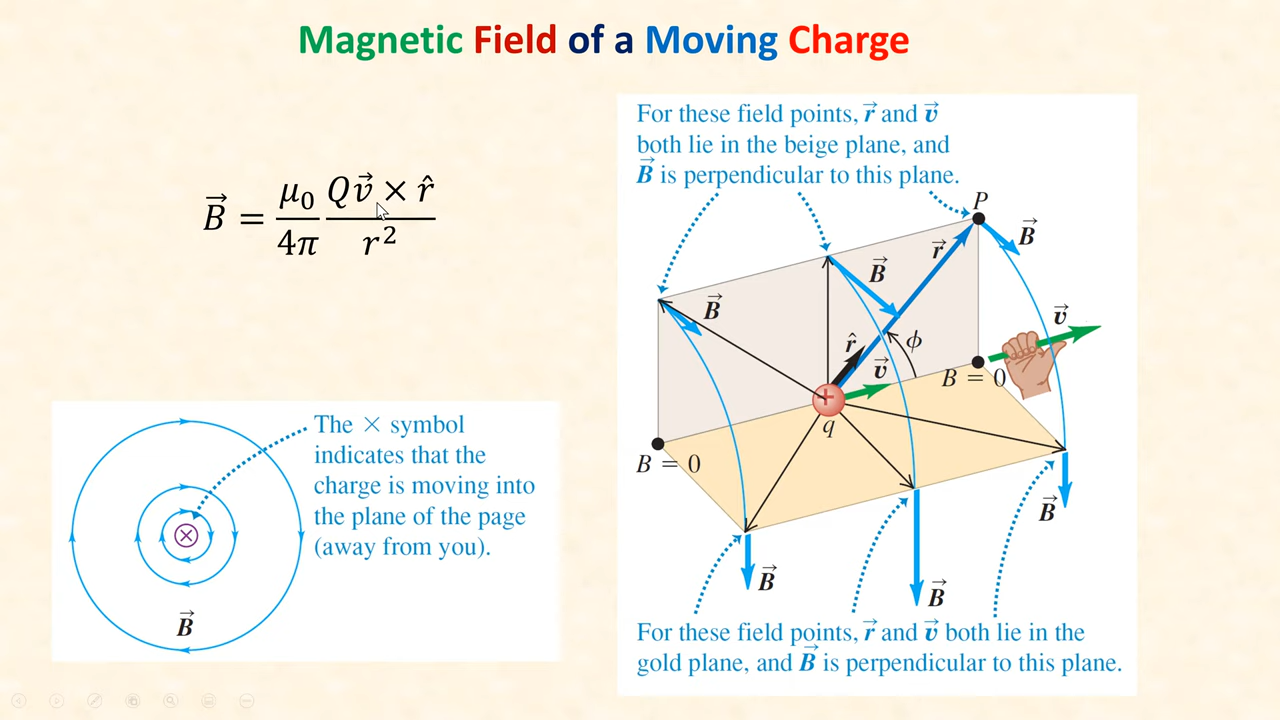 Magnetic Field of a Moving Charge
B⃗ = μ₀/4π Qv⃗ × r̂/r²
For these field points, r⃗ and v⃗
both lie in the beige plane, and
B⃗ is perpendicular to this plane.
P
B⃗
r⃗
B⃗
B⃗
v⃗
r̂
ϕ
v⃗
B = 0
+
q
B = 0
B⃗
B⃗
B⃗
For these field points, r⃗ and v⃗ both lie in the
gold plane, and B⃗ is perpendicular to this plane.
The × symbol
indicates that the
charge is moving into
the plane of the page
(away from you).
×
B⃗